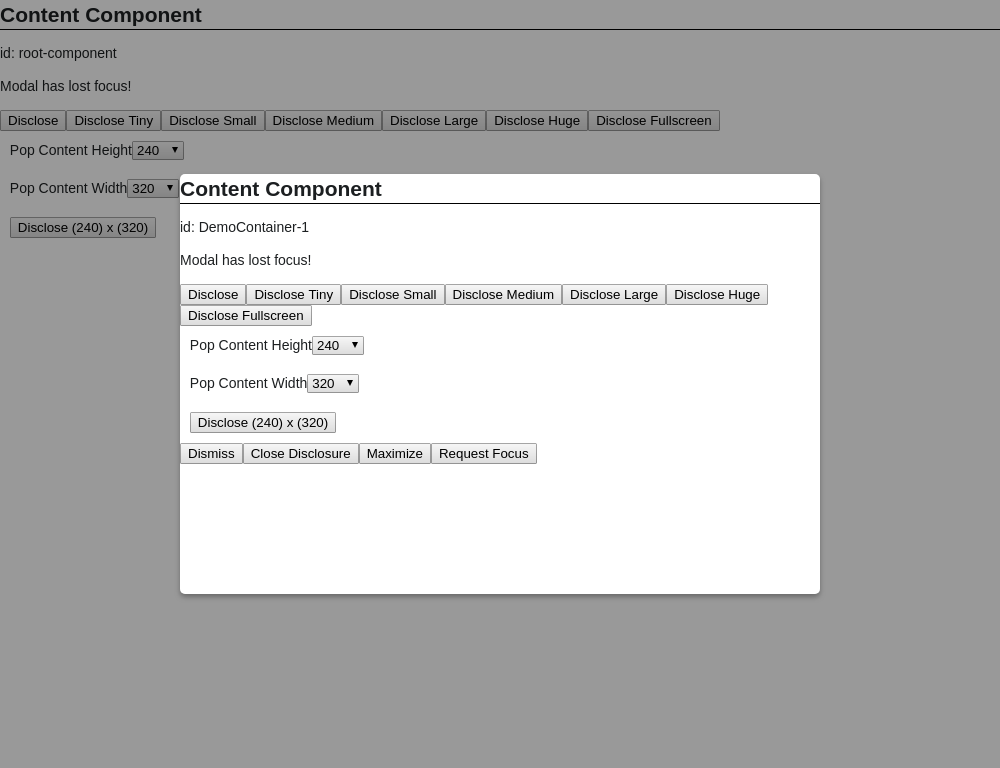 Content Component
id: root-component
Modal has lost focus!
Disclose Disclose Tiny Disclose Small Disclose Medium Disclose Large Disclose Huge Disclose Fullscreen
Pop Content Height 240
Pop Content Width 320
Disclose (240) x (320)
Content Component
id: DemoContainer-1
Modal has lost focus!
Disclose Disclose Tiny Disclose Small Disclose Medium Disclose Large Disclose Huge
Disclose Fullscreen
Pop Content Height 240
Pop Content Width 320
Disclose (240) x (320)
Dismiss Close Disclosure Maximize Request Focus